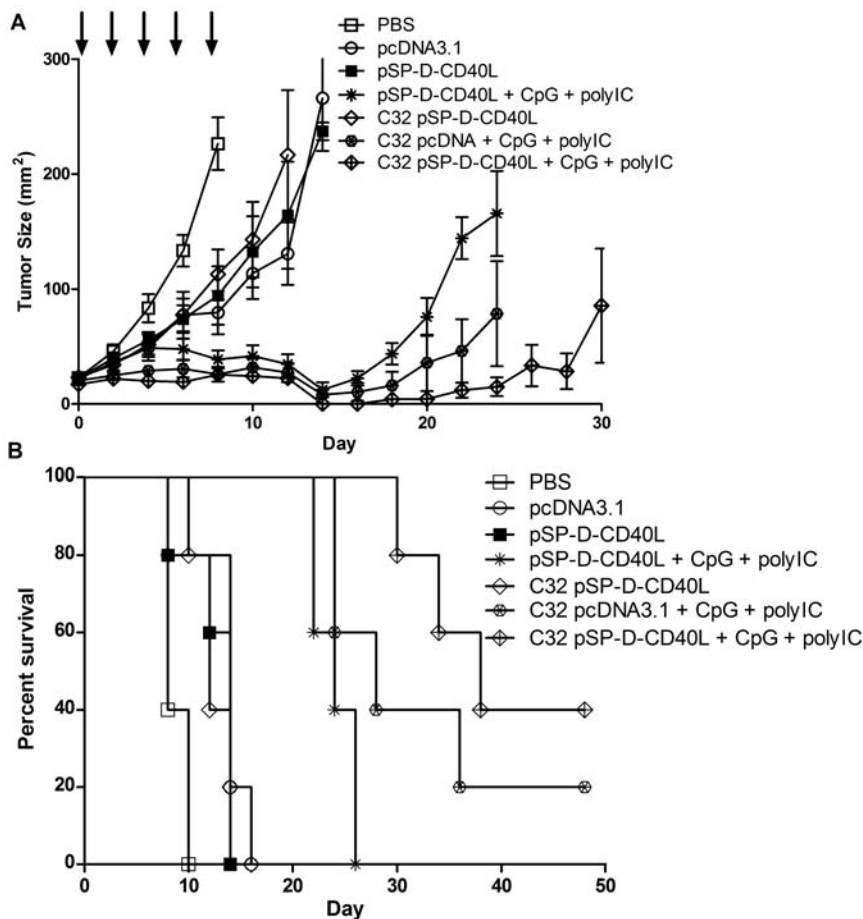 A
PBS
pcDNA3.1
pSP-D-CD40L
pSP-D-CD40L + CpG + polyIC
C32 pSP-D-CD40L
C32 pcDNA + CpG + polyIC
C32 pSP-D-CD40L + CpG + polyIC
Tumor Size (mm²)
300
200
100
0
0 10 20 30
Day
B
PBS
pcDNA3.1
pSP-D-CD40L
pSP-D-CD40L + CpG + polyIC
C32 pSP-D-CD40L
C32 pcDNA3.1 + CpG + polyIC
C32 pSP-D-CD40L + CpG + polyIC
Percent survival
100
80
60
40
20
0
0 10 20 30 40 50
Day